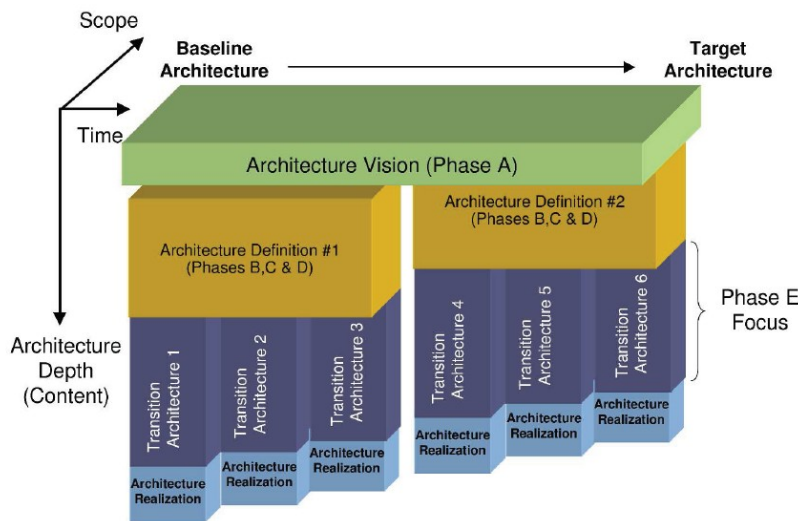 Scope
Baseline
Architecture
Target
Architecture
Time
Architecture Vision (Phase A)
Architecture Definition #1
(Phases B,C & D)
Architecture Definition #2
(Phases B,C & D)
Transition
Architecture 1
Transition
Architecture 2
Transition
Architecture 3
Transition
Architecture 4
Transition
Architecture 5
Transition
Architecture 6
Phase E
Focus
Architecture
Depth
(Content)
Architecture
Realization
Architecture
Realization
Architecture
Realization
Architecture
Realization
Architecture
Realization
Architecture
Realization